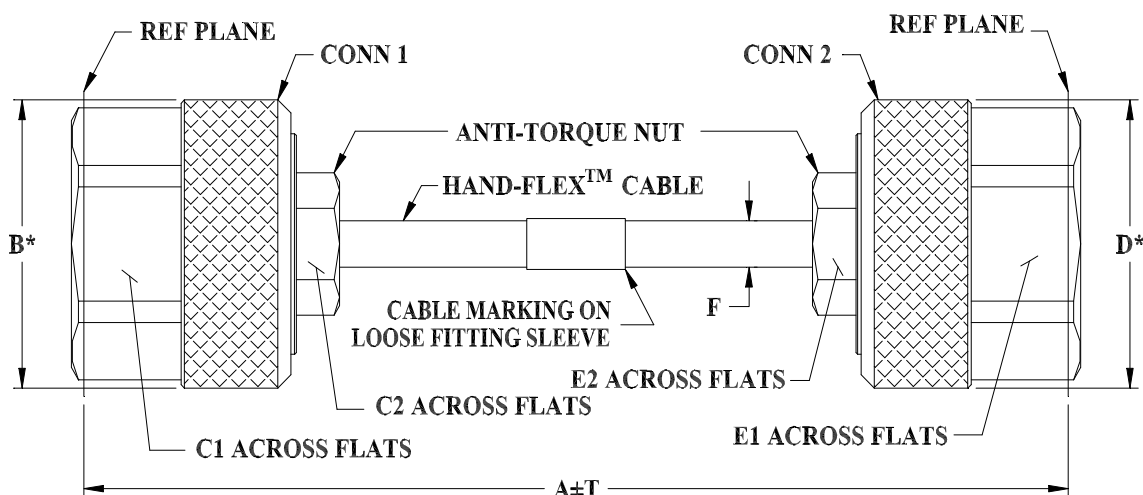 REF PLANE
REF PLANE
CONN 1
CONN 2
ANTI-TORQUE NUT
HAND-FLEX™ CABLE
B*
D*
F
CABLE MARKING ON
LOOSE FITTING SLEEVE
E2 ACROSS FLATS
C2 ACROSS FLATS
C1 ACROSS FLATS
E1 ACROSS FLATS
A±T